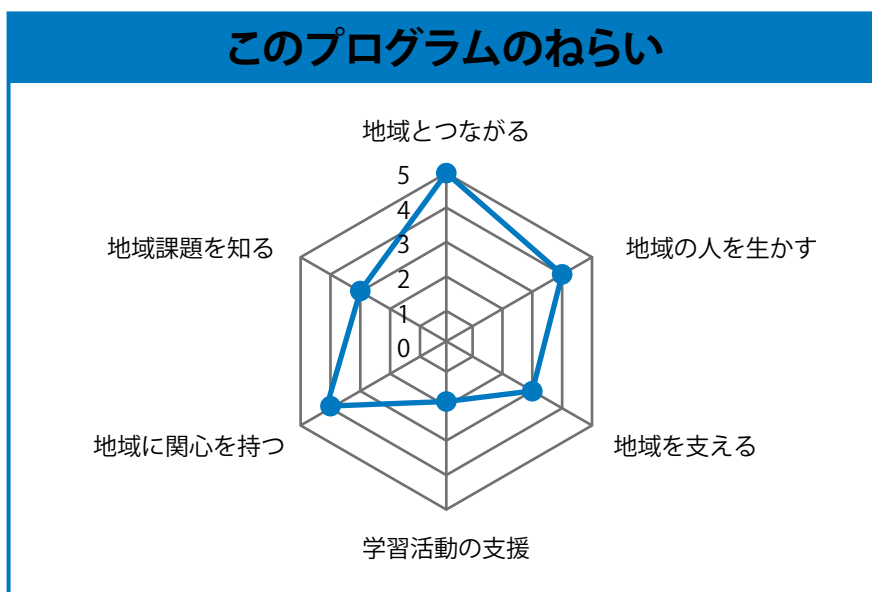 このプログラムのねらい
地域とつながる
5
4
3
2
1
0
地域課題を知る
地域の人を生かす
地域に関心を持つ
地域を支える
学習活動の支援